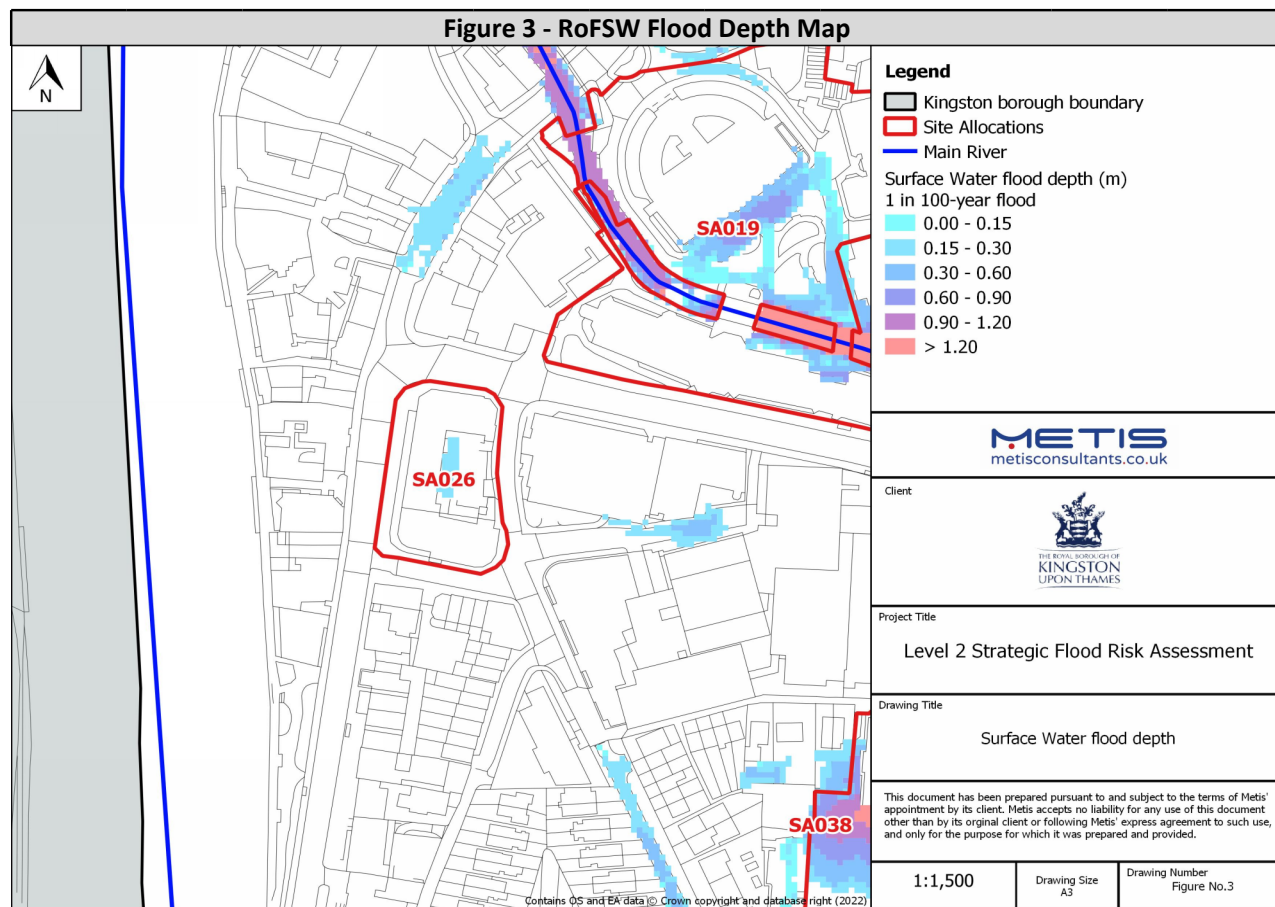 Figure 3 - RoFSW Flood Depth Map
N
SA019
SA026
SA038
Contains OS and EA data © Crown copyright and database right (2022)
Legend
Kingston borough boundary
Site Allocations
Main River
Surface Water flood depth (m)
1 in 100-year flood
0.00 - 0.15
0.15 - 0.30
0.30 - 0.60
0.60 - 0.90
0.90 - 1.20
> 1.20
METIS
metisconsultants.co.uk
Client
THE ROYAL BOROUGH OF
KINGSTON
UPON THAMES
Project Title
Level 2 Strategic Flood Risk Assessment
Drawing Title
Surface Water flood depth
This document has been prepared pursuant to and subject to the terms of Metis'
appointment by its client. Metis accepts no liability for any use of this document
other than by its orginal client or following Metis' express agreement to such use,
and only for the purpose for which it was prepared and provided.
1:1,500
Drawing Size
A3
Drawing Number
Figure No.3